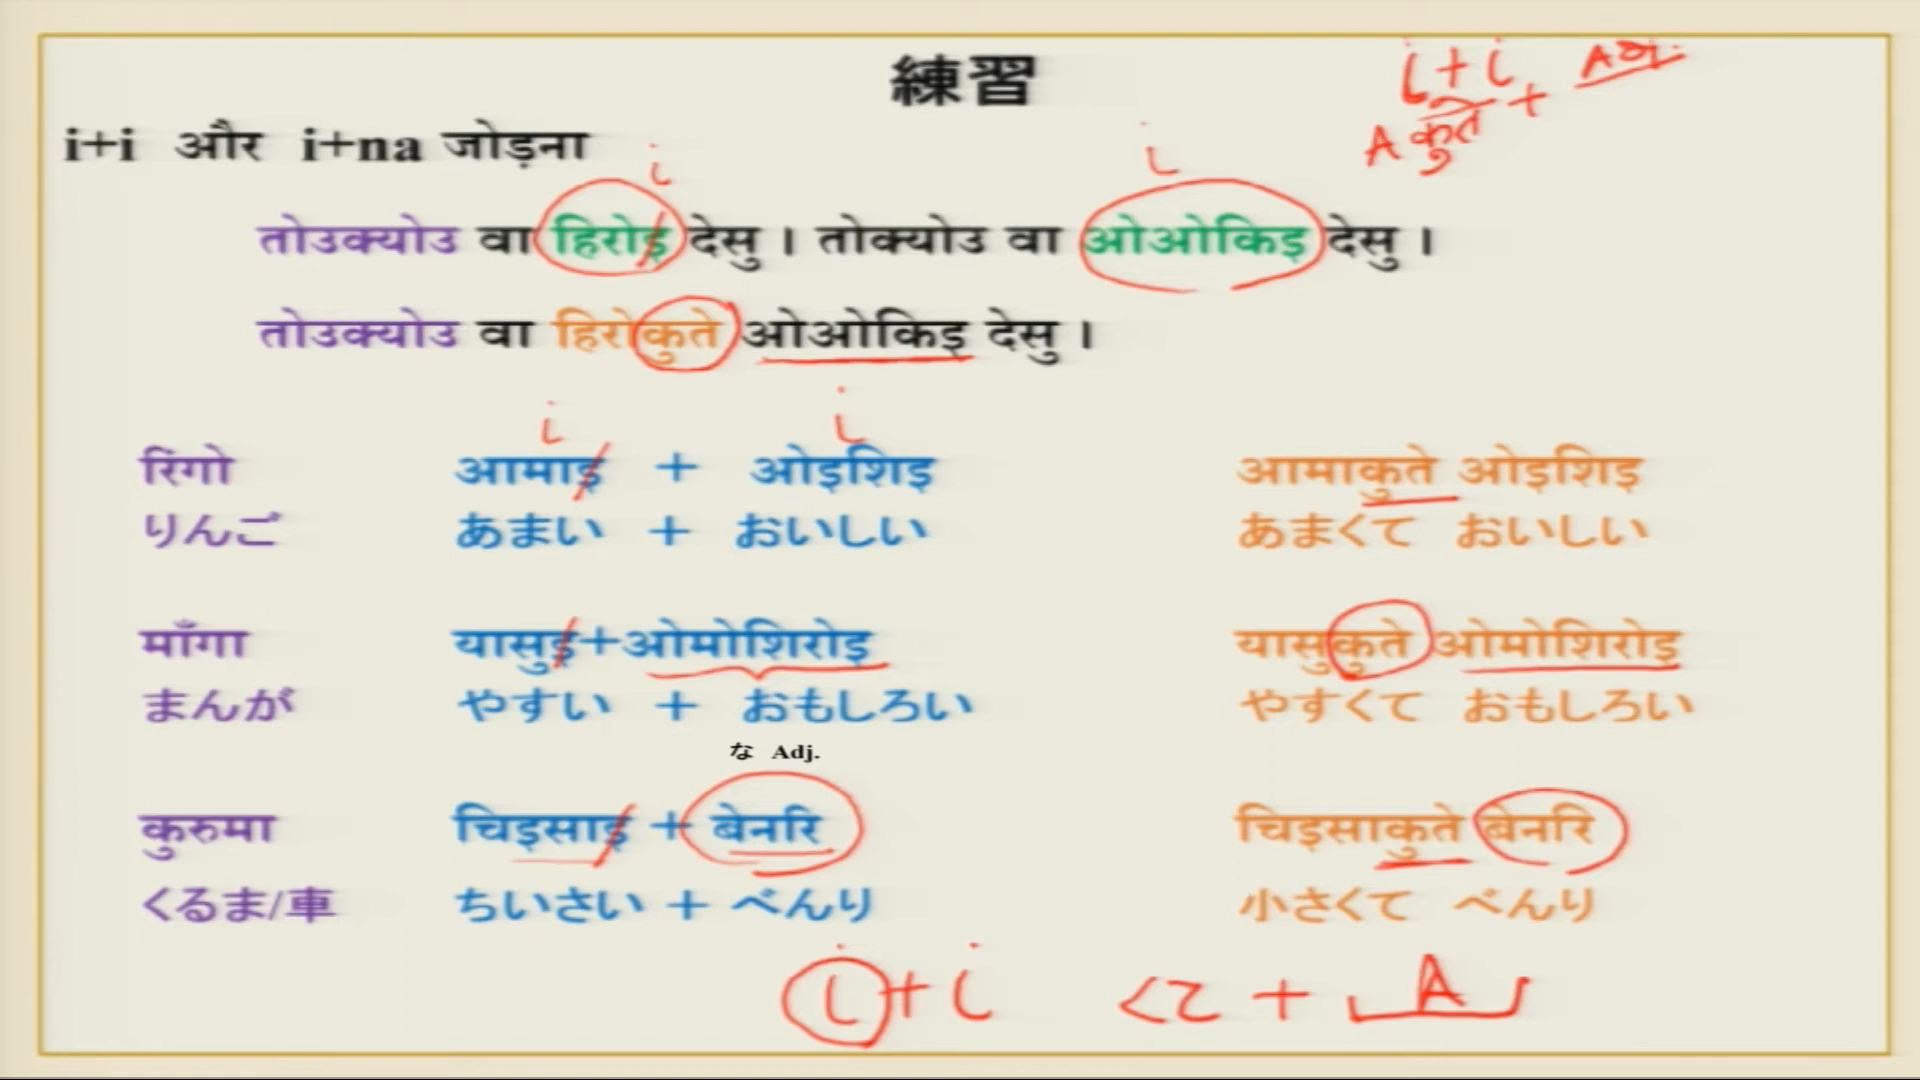 練習
i + i Adj.
A कुते +
i+i और i+na जोड़ना
i i
तोउक्योउ वा हिरोइ देसु । तोक्योउ वा ओओकिइ देसु ।
तोउक्योउ वा हिरोकुते ओओकिइ देसु ।
i i
रिंगो आमाइ + ओइशिइ आमाकुते ओइशिइ
りんご あまい + おいしい あまくて おいしい
माँगा यासुइ+ओमोशिरोइ यासुकुते ओमोशिरोइ
まんが やすい + おもしろい やすくて おもしろい
な Adj.
कुरुमा चिइसाइ + बेनरि चिइसाकुते बेनरि
くるま/車 ちいさい + べんり 小さくて べんり
i + i くて + A